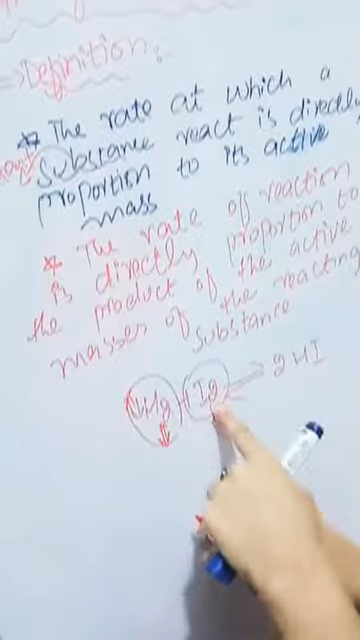 Definition:
* The rate at which a
substance react is directly
proportion to its active
mass
* The rate of reaction
is directly proportion to
the product of the active
masses of the reacting
substance
H2 + I2 ⇒ 2HI